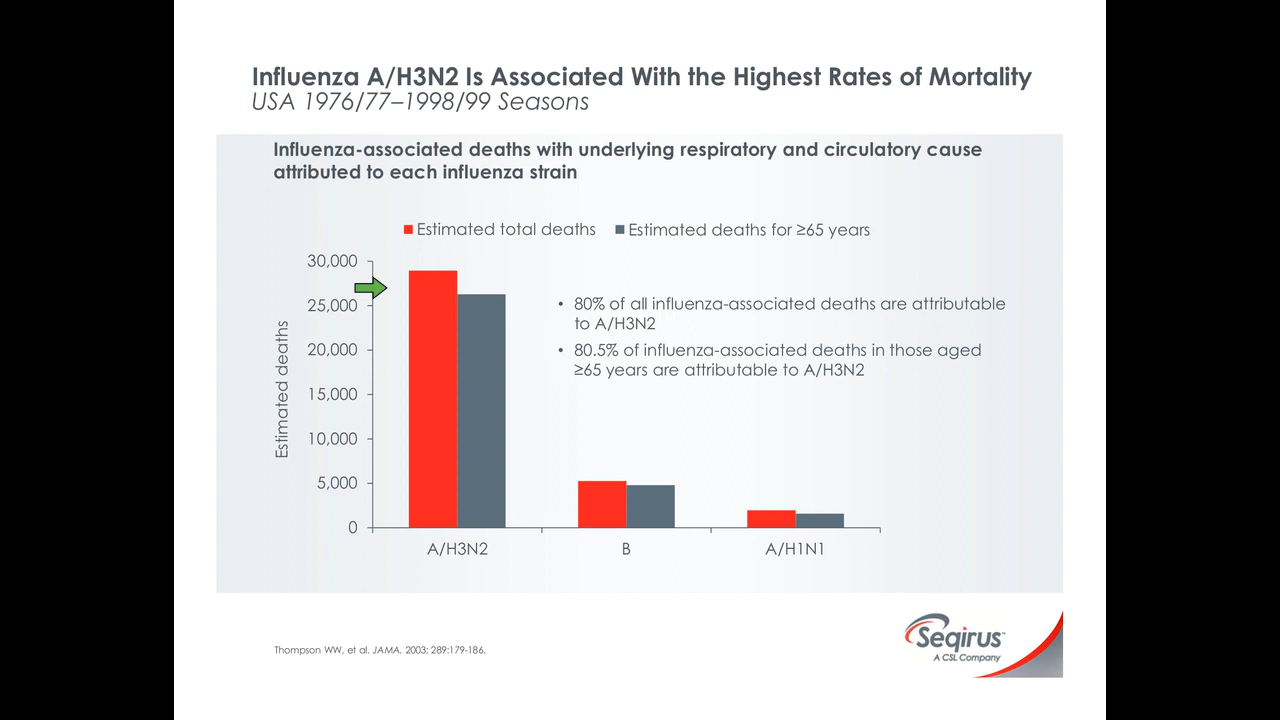 Influenza A/H3N2 Is Associated With the Highest Rates of Mortality
USA 1976/77–1998/99 Seasons
Influenza-associated deaths with underlying respiratory and circulatory cause
attributed to each influenza strain
Estimated total deaths
Estimated deaths for ≥65 years
30,000
25,000
20,000
15,000
10,000
5,000
0
Estimated deaths
• 80% of all influenza-associated deaths are attributable
to A/H3N2
• 80.5% of influenza-associated deaths in those aged
≥65 years are attributable to A/H3N2
A/H3N2
B
A/H1N1
Thompson WW, et al. JAMA. 2003; 289:179-186.
Seqirus™
A CSL Company